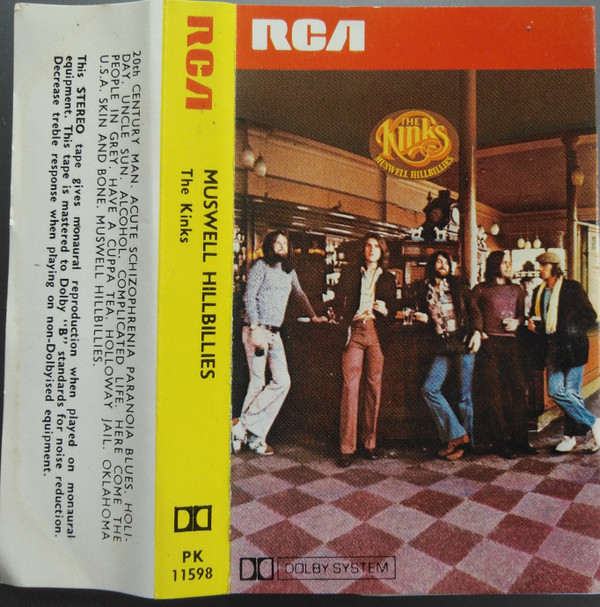 20th CENTURY MAN. ACUTE SCHIZOPHRENIA PARANOIA BLUES. HOLI-
DAY. UNCLE SUN. ALCOHOL. COMPLICATED LIFE. HERE COME THE
PEOPLE IN GREY. HAVE A CUPPA TEA. HOLLOWAY JAIL. OKLAHOMA
U.S.A. SKIN AND BONE. MUSWELL HILLBILLIES.
This STEREO tape gives monaural reproduction when played on monaural
equipment. This tape is mastered to Dolby "B" standards for noise reduction.
Decrease treble response when playing on non-Dolbyised equipment.
RCA
MUSWELL HILLBILLIES
The Kinks
PK
11598
RCA
THE
Kinks
MUSWELL HILLBILLIES
DOLBY SYSTEM